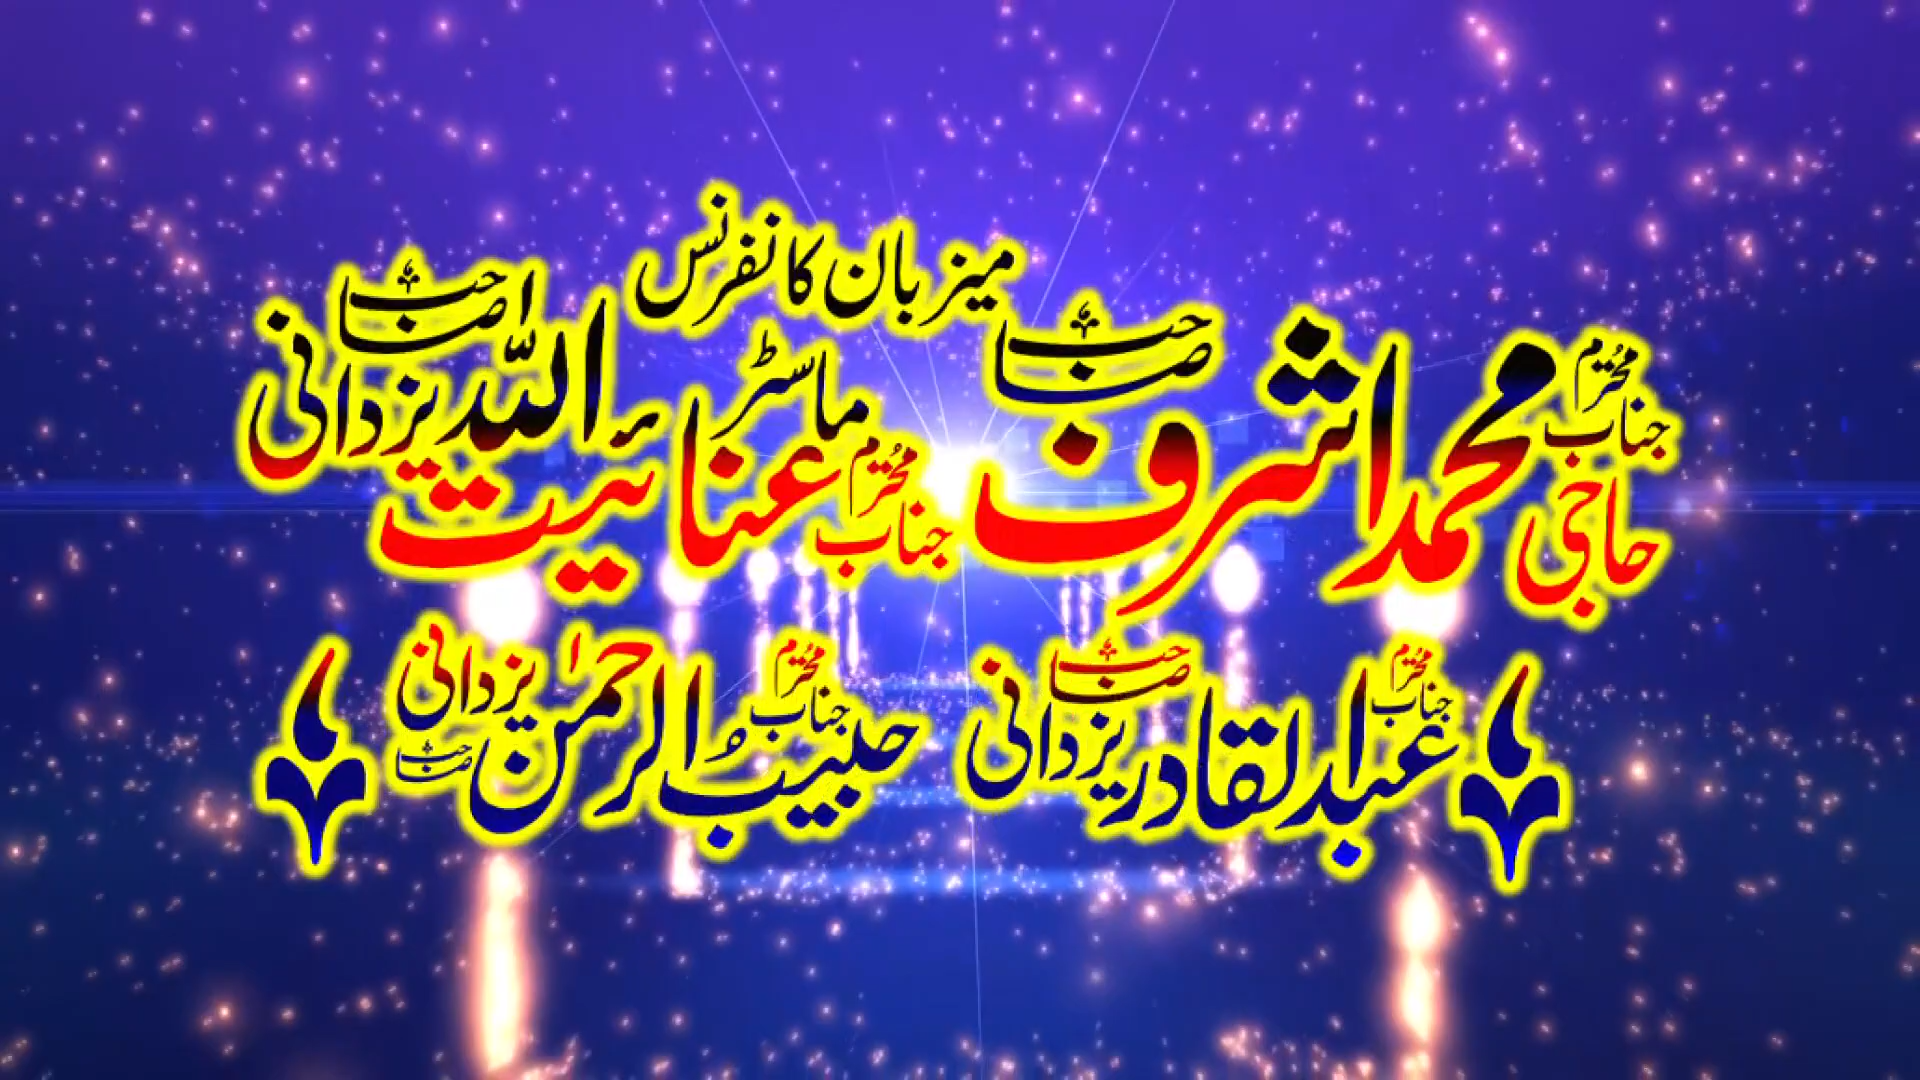 میزبان کانفرنس
جناب محترم حاجی محمد اشرف صاحب
جناب محترم ماسٹر عنائیت اللہ یزدانی صاحب
جناب محترم عبدالقادر یزدانی صاحب
جناب محترم حبیبُ الرحمٰن یزدانی صاحب